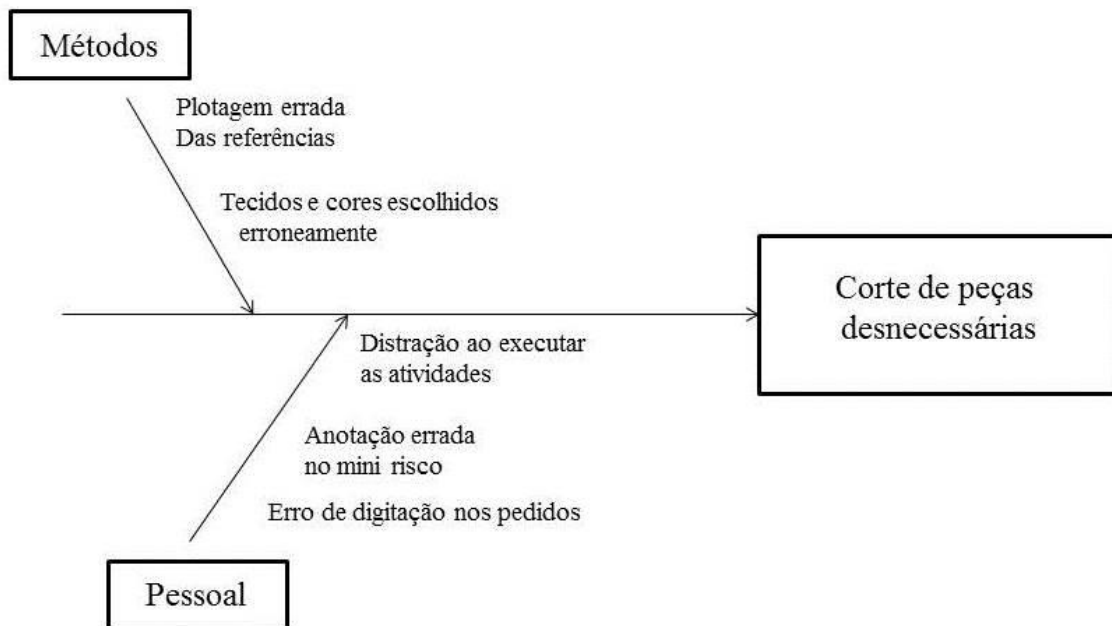 Métodos
Plotagem errada
Das referências
Tecidos e cores escolhidos
erroneamente
Corte de peças
desnecessárias
Distração ao executar
as atividades
Anotação errada
no mini risco
Erro de digitação nos pedidos
Pessoal